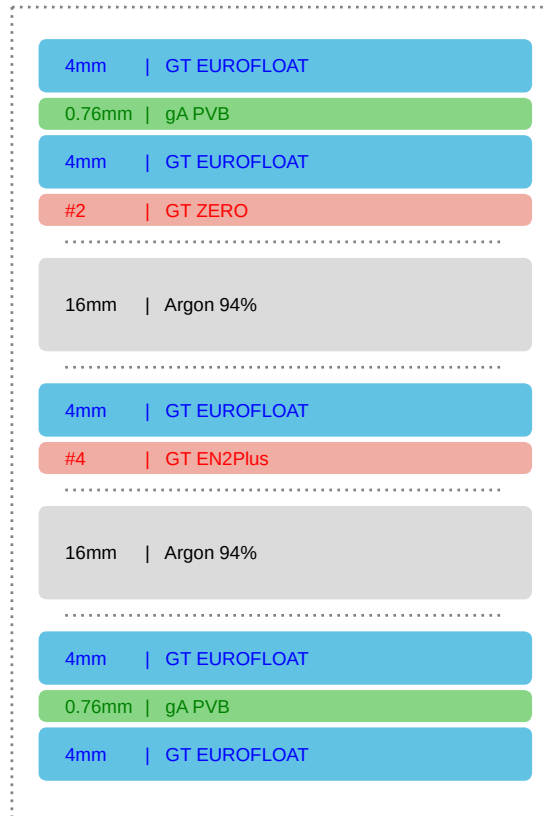 4mm | GT EUROFLOAT
0.76mm | gA PVB
4mm | GT EUROFLOAT
#2 | GT ZERO
16mm | Argon 94%
4mm | GT EUROFLOAT
#4 | GT EN2Plus
16mm | Argon 94%
4mm | GT EUROFLOAT
0.76mm | gA PVB
4mm | GT EUROFLOAT